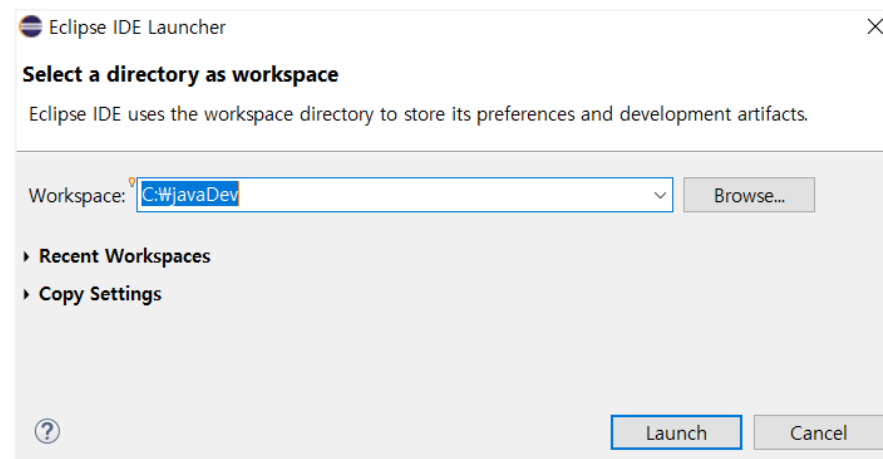 Eclipse IDE Launcher
Select a directory as workspace
Eclipse IDE uses the workspace directory to store its preferences and development artifacts.
Workspace: C:₩javaDev Browse...
Recent Workspaces
Copy Settings
Launch Cancel